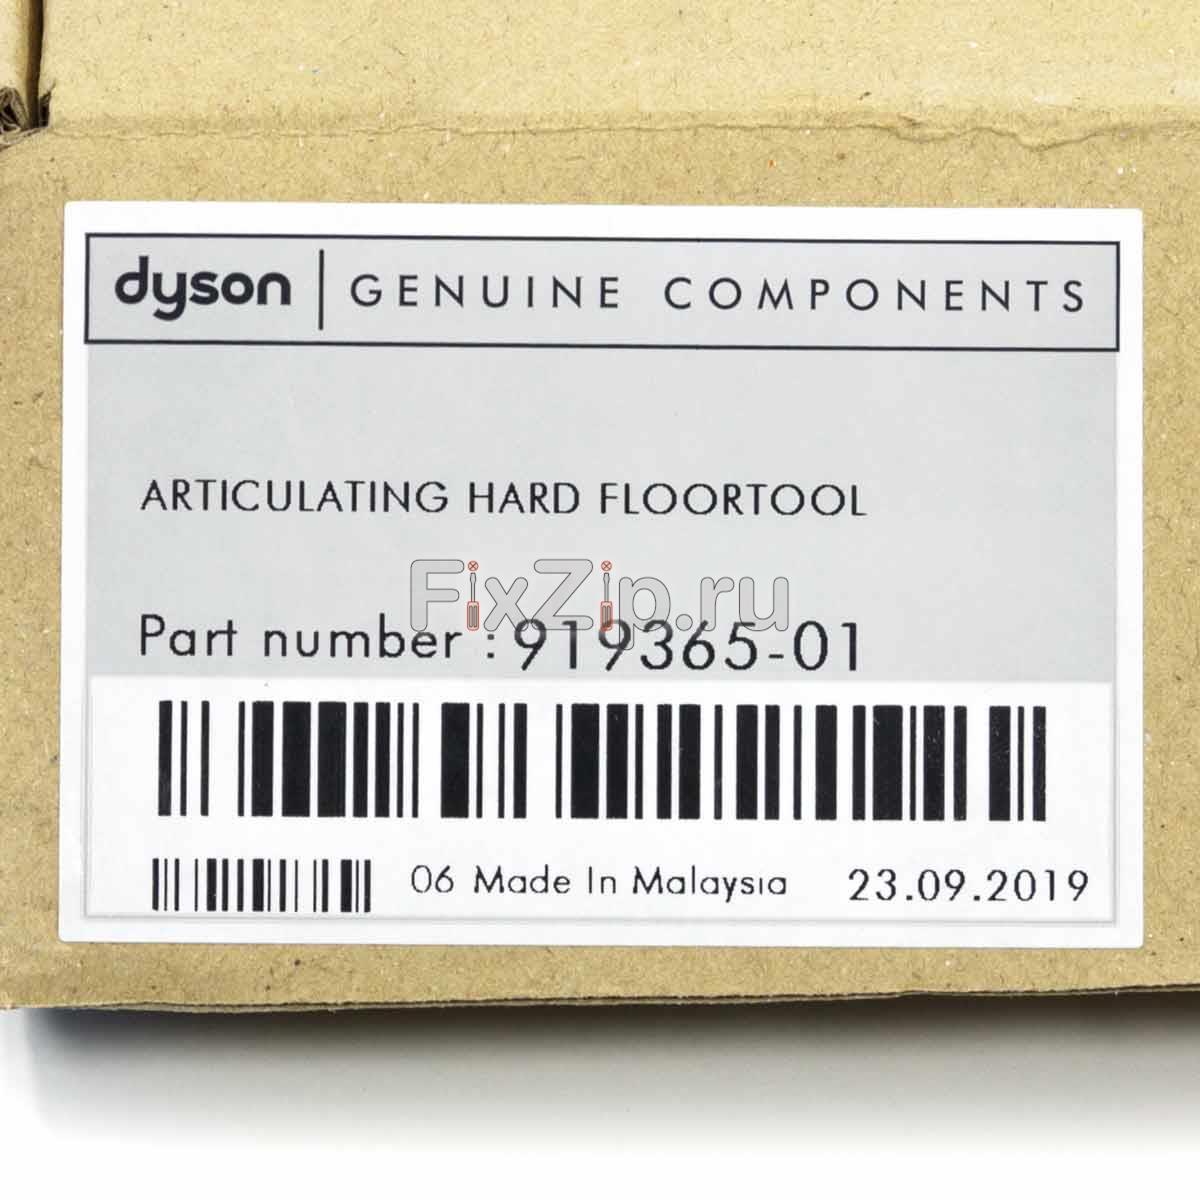 dyson | GENUINE COMPONENTS
ARTICULATING HARD FLOORTOOL
FixZip.ru
Part number : 919365-01
06 Made In Malaysia 23.09.2019